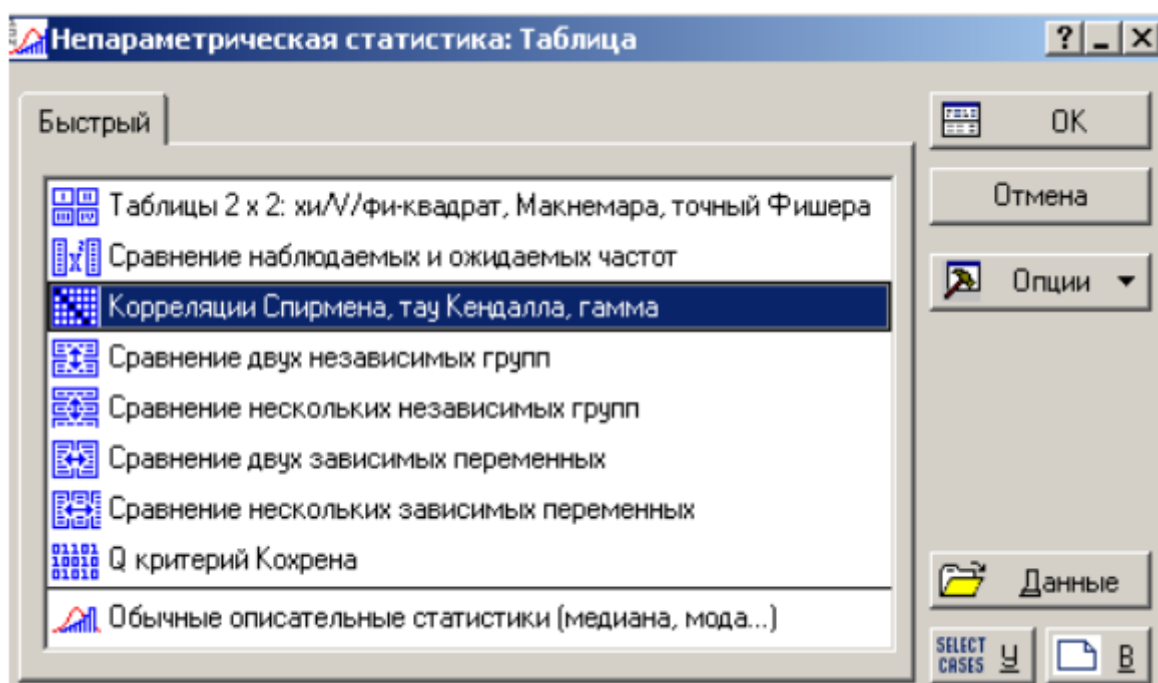 Непараметрическая статистика: Таблица
Быстрый
Таблицы 2 x 2: хи/V/фи-квадрат, Макнемара, точный Фишера
Сравнение наблюдаемых и ожидаемых частот
Корреляции Спирмена, тау Кендалла, гамма
Сравнение двух независимых групп
Сравнение нескольких независимых групп
Сравнение двух зависимых переменных
Сравнение нескольких зависимых переменных
Q критерий Кохрена
Обычные описательные статистики (медиана, мода...)
OK
Отмена
Опции
Данные
SELECT CASES У
В